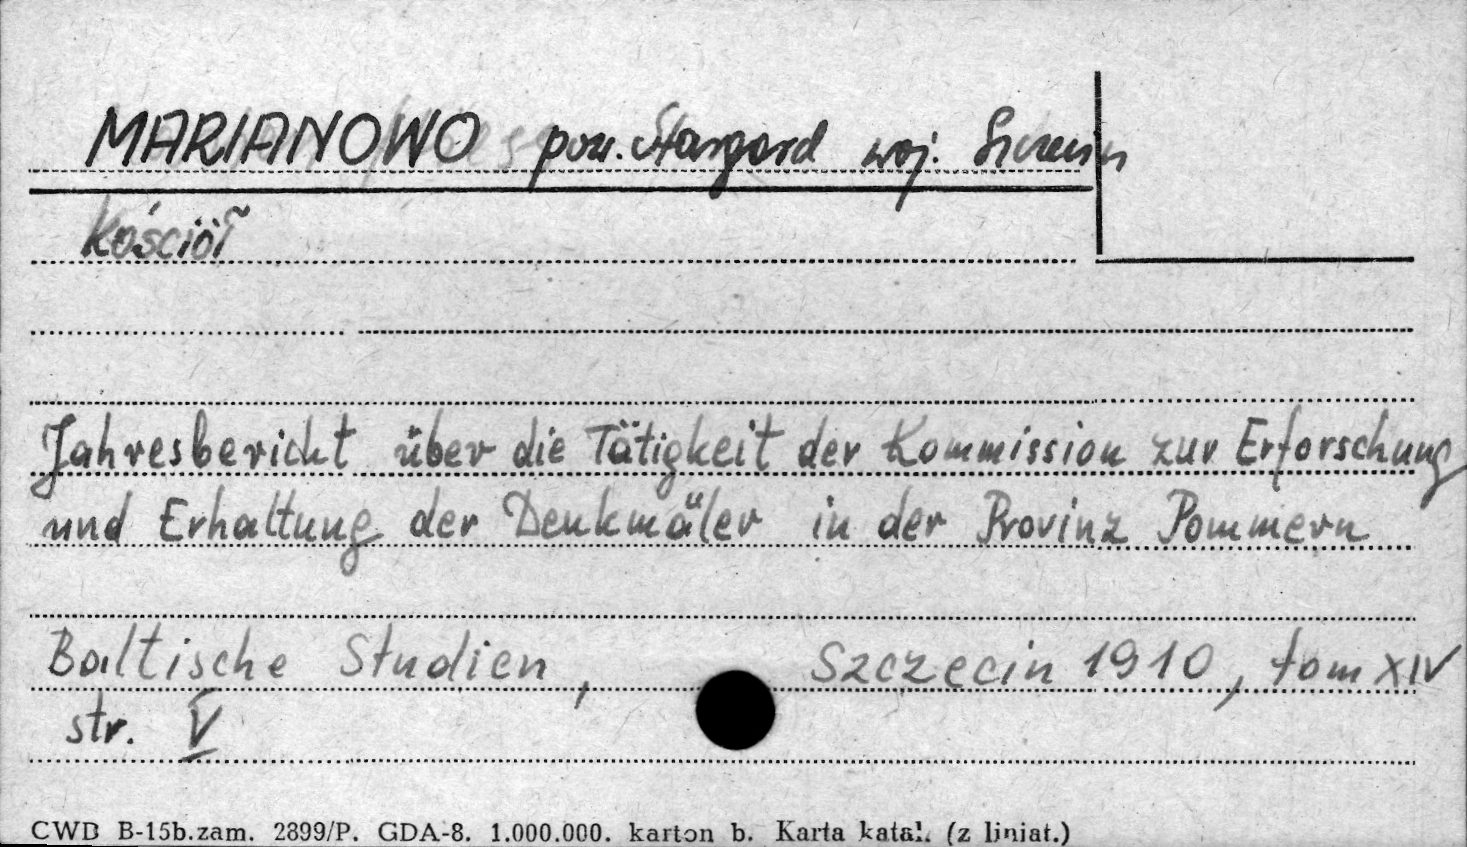 MARIANOWO pow. Stargard woj. Szczecin
Kościół
Jahresbericht über die Tätigkeit der Kommission zur Erforschung
und Erhaltung der Denkmäler in der Provinz Pommern
Baltische Studien, Szczecin 1910, tom XIV
str. V
CWD B-15b.zam. 2899/P. GDA-8. 1.000.000. karton b. Karta katal. (z liniat.)